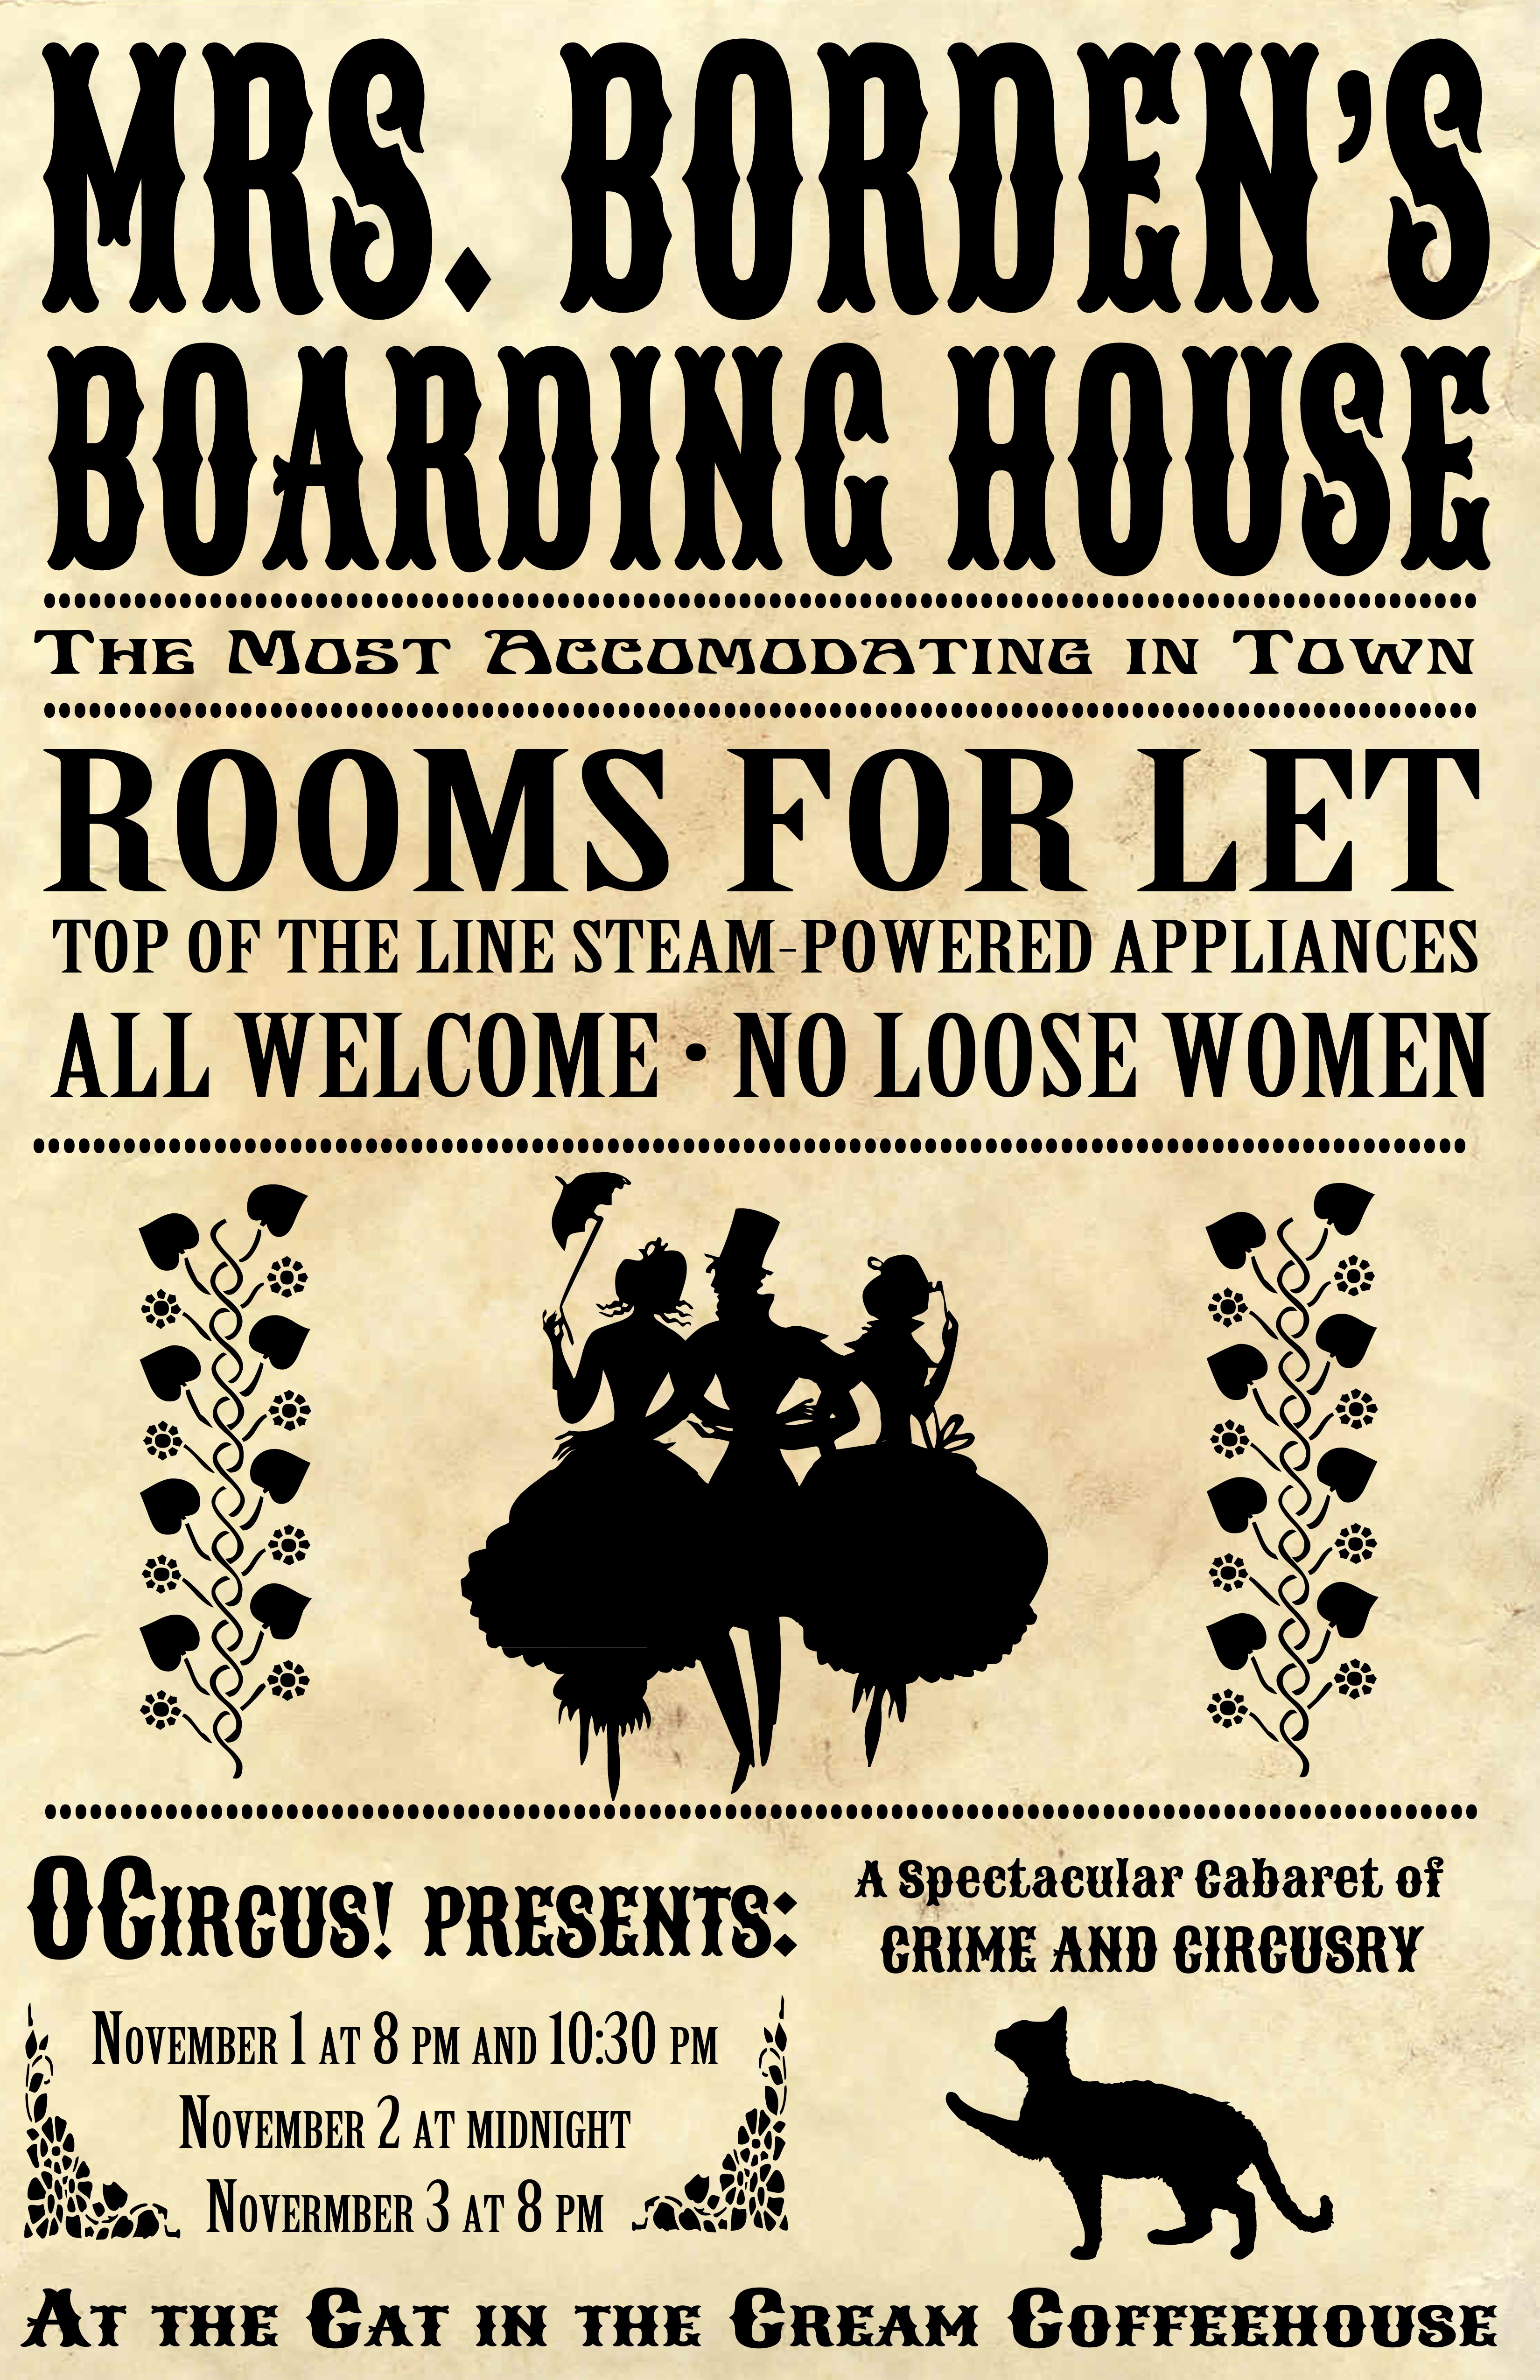 MRS. BORDEN'S
BOARDING HOUSE
The Most Accomodating in Town
ROOMS FOR LET
TOP OF THE LINE STEAM-POWERED APPLIANCES
ALL WELCOME • NO LOOSE WOMEN
OCircus! presents:
November 1 at 8 pm and 10:30 pm
November 2 at midnight
Novermber 3 at 8 pm
A Spectacular Cabaret of
CRIME AND CIRCUSRY
At the Cat in the Cream Coffeehouse